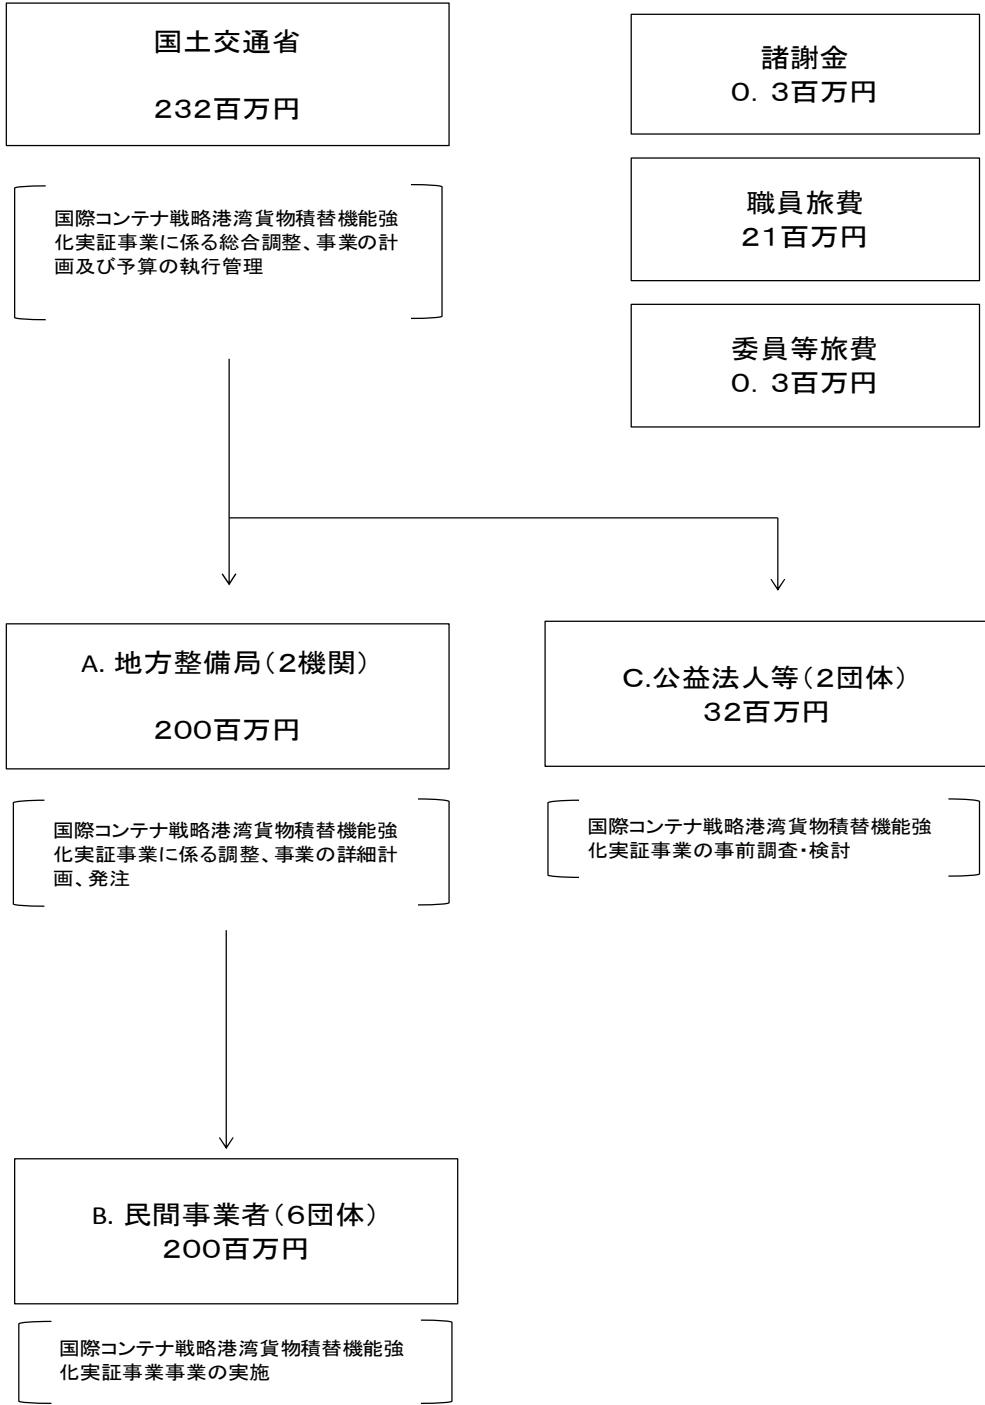 国土交通省
232百万円
国際コンテナ戦略港湾貨物積替機能強
化実証事業に係る総合調整、事業の計
画及び予算の執行管理
諸謝金
0．3百万円
職員旅費
21百万円
委員等旅費
0．3百万円
A. 地方整備局（2機関）
200百万円
国際コンテナ戦略港湾貨物積替機能強
化実証事業に係る調整、事業の詳細計
画、発注
C.公益法人等（2団体）
32百万円
国際コンテナ戦略港湾貨物積替機能強
化実証事業の事前調査・検討
B. 民間事業者（6団体）
200百万円
国際コンテナ戦略港湾貨物積替機能強
化実証事業事業の実施